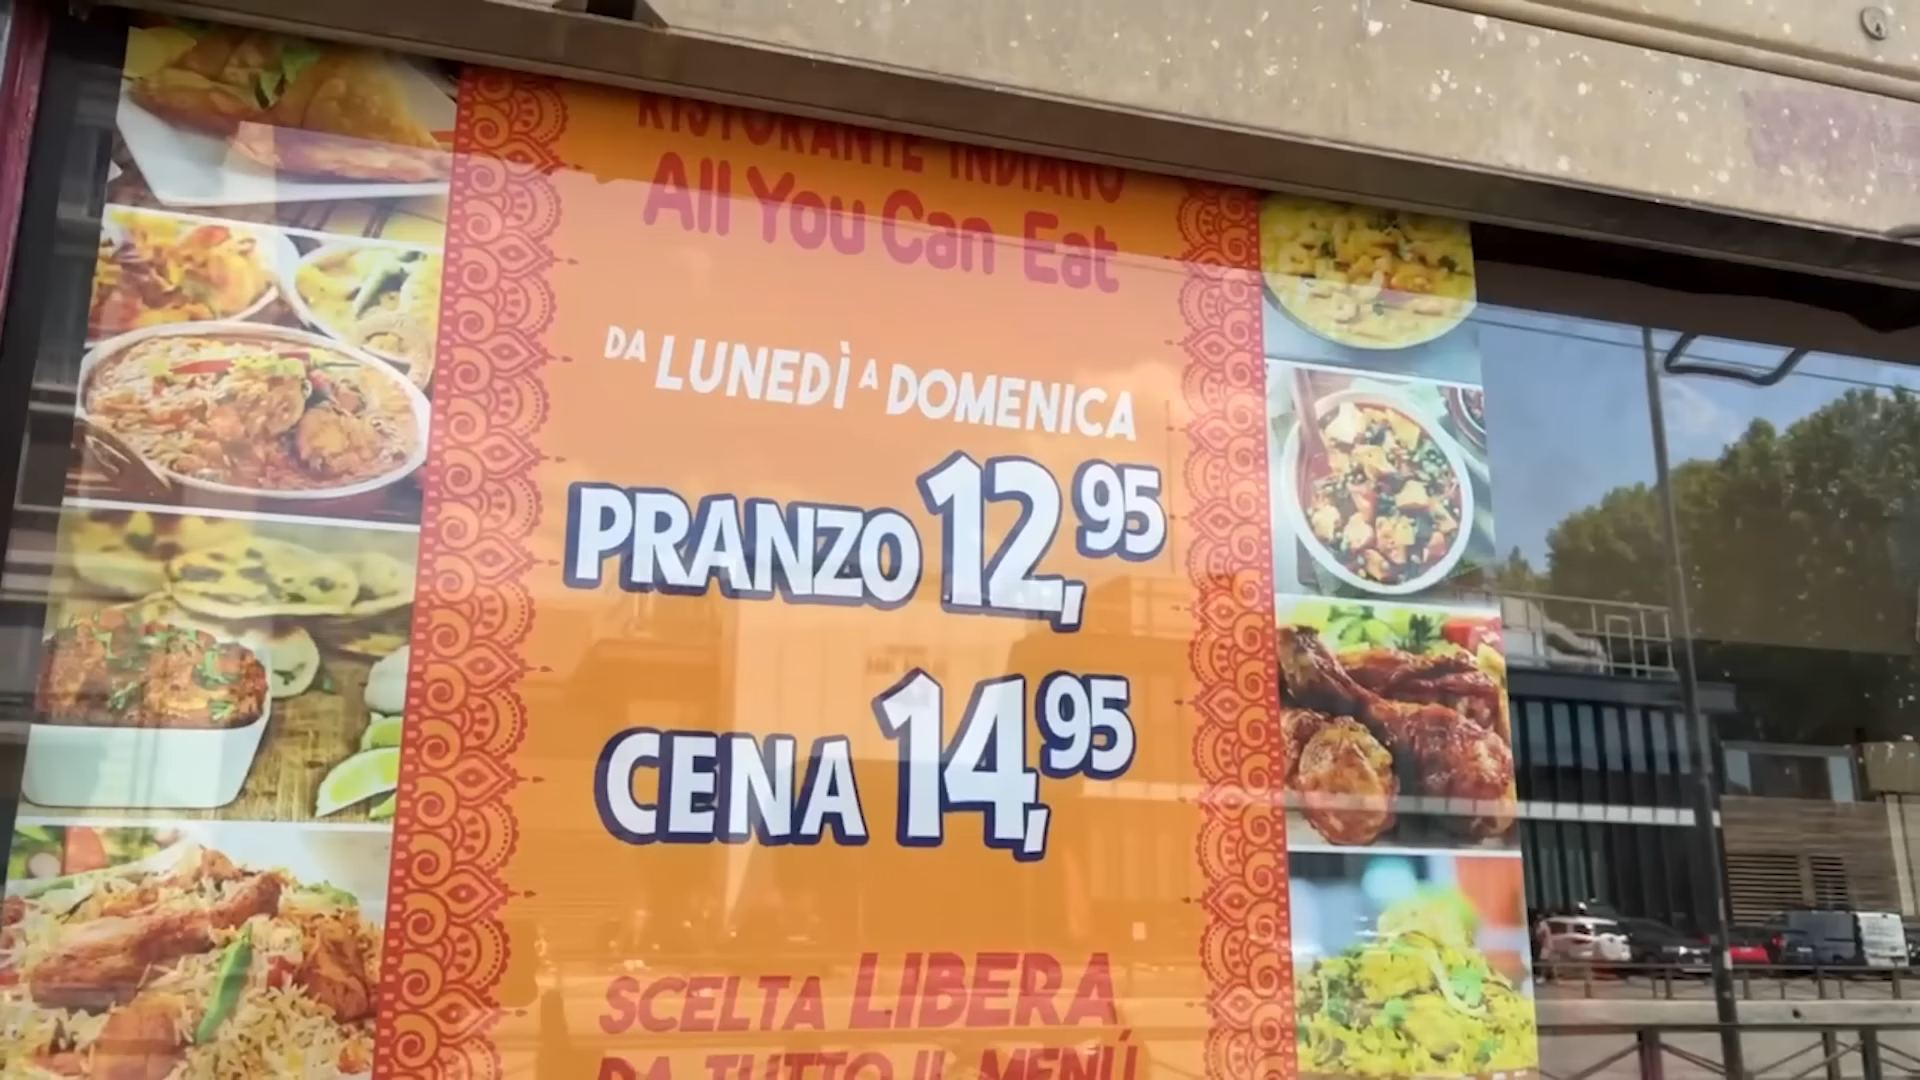 RISTORANTE INDIANO
All You Can Eat
DA LUNEDÌ A DOMENICA
PRANZO 12,95
CENA 14,95
SCELTA LIBERA
DA TUTTO IL MENÚ